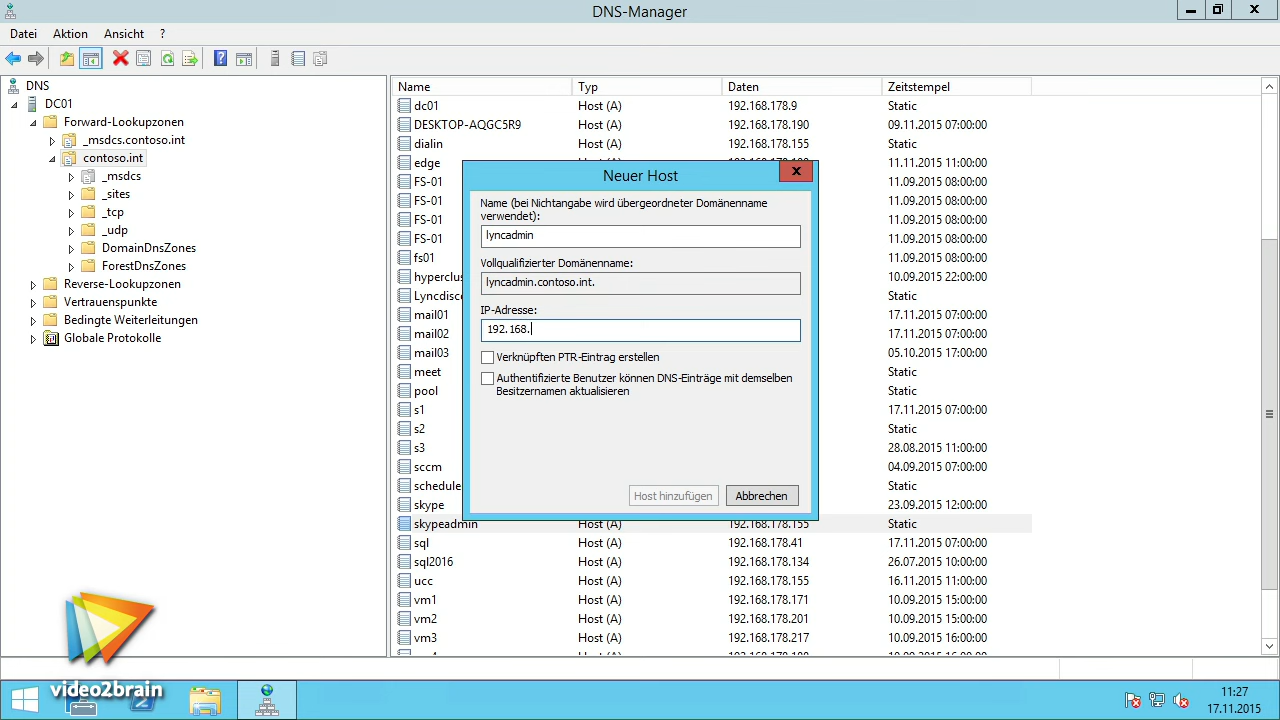 DNS-Manager
Datei Aktion Ansicht ?
DNS
DC01
Forward-Lookupzonen
_msdcs.contoso.int
contoso.int
_msdcs
_sites
_tcp
_udp
DomainDnsZones
ForestDnsZones
Reverse-Lookupzonen
Vertrauenspunkte
Bedingte Weiterleitungen
Globale Protokolle
Name Typ Daten Zeitstempel
dc01 Host (A) 192.168.178.9 Static
DESKTOP-AQGC5R9 Host (A) 192.168.178.190 09.11.2015 07:00:00
dialin Host (A) 192.168.178.155 Static
edge 11.11.2015 11:00:00
FS-01 11.09.2015 08:00:00
FS-01 11.09.2015 08:00:00
FS-01 11.09.2015 08:00:00
FS-01 11.09.2015 08:00:00
fs01 11.09.2015 08:00:00
hyperclus 10.09.2015 22:00:00
Lyncdisco Static
mail01 17.11.2015 07:00:00
mail02 17.11.2015 07:00:00
mail03 05.10.2015 17:00:00
meet Static
pool Static
s1 17.11.2015 07:00:00
s2 Static
s3 28.08.2015 11:00:00
sccm 04.09.2015 07:00:00
schedule Static
skype 23.09.2015 12:00:00
skypeadmin Host (A) 192.168.178.155 Static
sql Host (A) 192.168.178.41 17.11.2015 07:00:00
sql2016 Host (A) 192.168.178.134 26.07.2015 10:00:00
ucc Host (A) 192.168.178.155 16.11.2015 11:00:00
vm1 Host (A) 192.168.178.171 10.09.2015 15:00:00
vm2 Host (A) 192.168.178.201 10.09.2015 15:00:00
vm3 Host (A) 192.168.178.217 10.09.2015 16:00:00
Neuer Host
Name (bei Nichtangabe wird übergeordneter Domänenname
verwendet):
lyncadmin
Vollqualifizierter Domänenname:
lyncadmin.contoso.int.
IP-Adresse:
192.168.
Verknüpften PTR-Eintrag erstellen
Authentifizierte Benutzer können DNS-Einträge mit demselben
Besitzernamen aktualisieren
Host hinzufügen Abbrechen
video2brain
11:27
17.11.2015